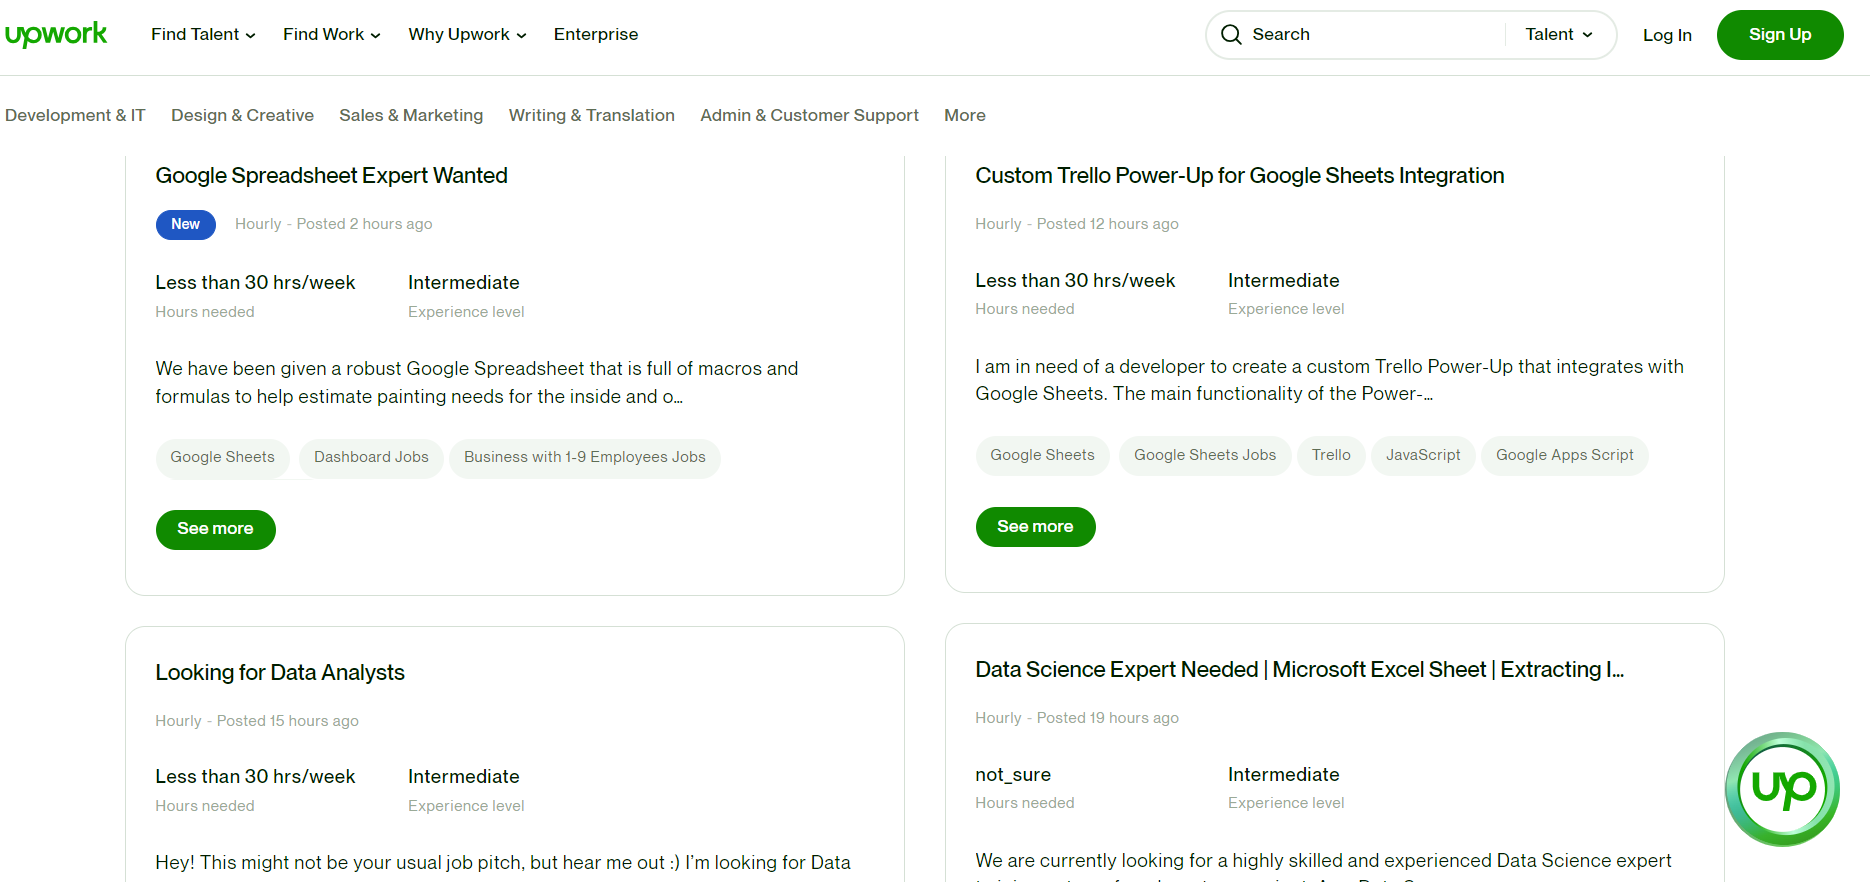 upwork
Find Talent
Find Work
Why Upwork
Enterprise
Search
Talent
Log In
Sign Up
Development & IT
Design & Creative
Sales & Marketing
Writing & Translation
Admin & Customer Support
More
Google Spreadsheet Expert Wanted
New
Hourly - Posted 2 hours ago
Less than 30 hrs/week
Intermediate
Hours needed
Experience level
We have been given a robust Google Spreadsheet that is full of macros and
formulas to help estimate painting needs for the inside and o…
Google Sheets
Dashboard Jobs
Business with 1-9 Employees Jobs
See more
Custom Trello Power-Up for Google Sheets Integration
Hourly - Posted 12 hours ago
Less than 30 hrs/week
Intermediate
Hours needed
Experience level
I am in need of a developer to create a custom Trello Power-Up that integrates with
Google Sheets. The main functionality of the Power-…
Google Sheets
Google Sheets Jobs
Trello
JavaScript
Google Apps Script
See more
Looking for Data Analysts
Hourly - Posted 15 hours ago
Less than 30 hrs/week
Intermediate
Hours needed
Experience level
Hey! This might not be your usual job pitch, but hear me out :) I'm looking for Data
Data Science Expert Needed | Microsoft Excel Sheet | Extracting I...
Hourly - Posted 19 hours ago
not_sure
Intermediate
Hours needed
Experience level
We are currently looking for a highly skilled and experienced Data Science expert
up